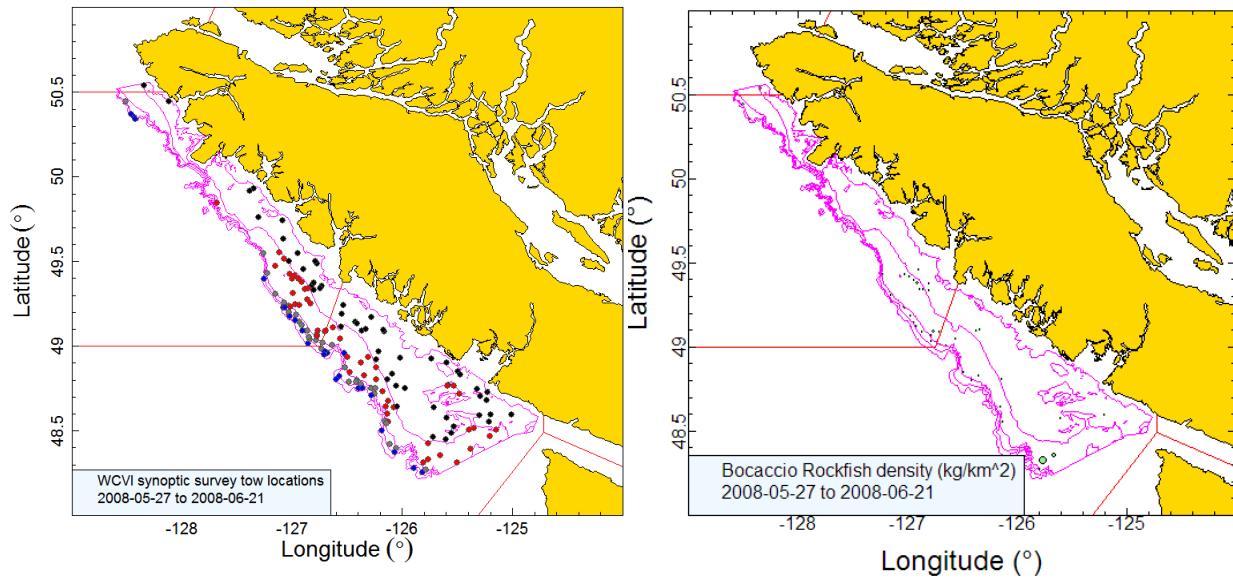 50.5
50
49.5
49
48.5
Latitude (°)
WCVI synoptic survey tow locations
2008-05-27 to 2008-06-21
-128
-127
-126
-125
Longitude (°)
50.5
50
49.5
49
48.5
Latitude (°)
Bocaccio Rockfish density (kg/km^2)
2008-05-27 to 2008-06-21
-128
-127
-126
-125
Longitude (°)